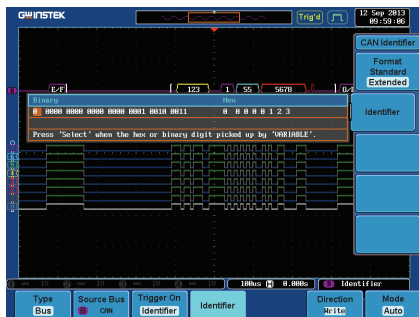 GWINSTEK
Trig'd
12 Sep 2013
09:59:06
CAN Identifier
Format
Standard
Extended
Identifier
E/F
123 1 55 5678
Binary Hex
0 0000 0000 0000 0000 0001 0010 0011 0 0 0 0 0 1 2 3
Press 'Select' when the hex or binary digit picked up by 'VARIABLE'.
100us 0.000s B Identifier
Type
Bus
Source Bus
B CAN
Trigger On
Identifier
Identifier
Direction
Write
Mode
Auto